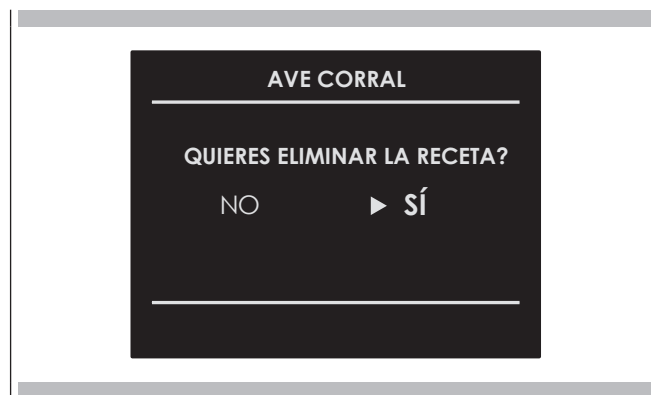 AVE CORRAL
QUIERES ELIMINAR LA RECETA?
NO ▶ SÍ